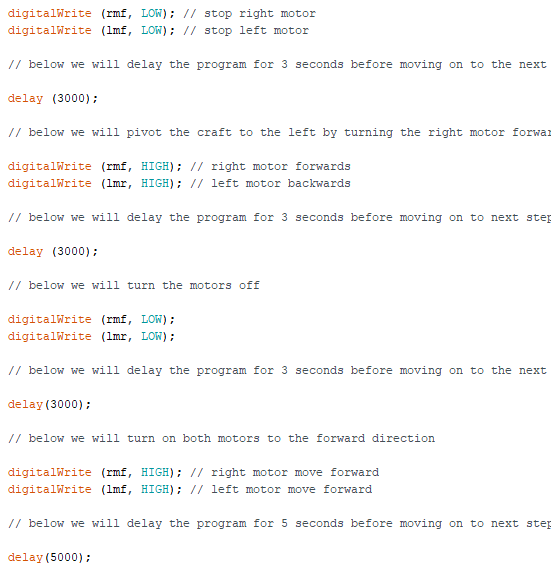 digitalWrite (rmf, LOW); // stop right motor
digitalWrite (lmf, LOW); // stop left motor
// below we will delay the program for 3 seconds before moving on to the next
delay (3000);
// below we will pivot the craft to the left by turning the right motor forwar
digitalWrite (rmf, HIGH); // right motor forwards
digitalWrite (lmr, HIGH); // left motor backwards
// below we will delay the program for 3 seconds before moving on to next step
delay (3000);
// below we will turn the motors off
digitalWrite (rmf, LOW);
digitalWrite (lmr, LOW);
// below we will delay the program for 3 seconds before moving on to the next
delay(3000);
// below we will turn on both motors to the forward direction
digitalWrite (rmf, HIGH); // right motor move forward
digitalWrite (lmf, HIGH); // left motor move forward
// below we will delay the program for 5 seconds before moving on to next step
delay(5000);